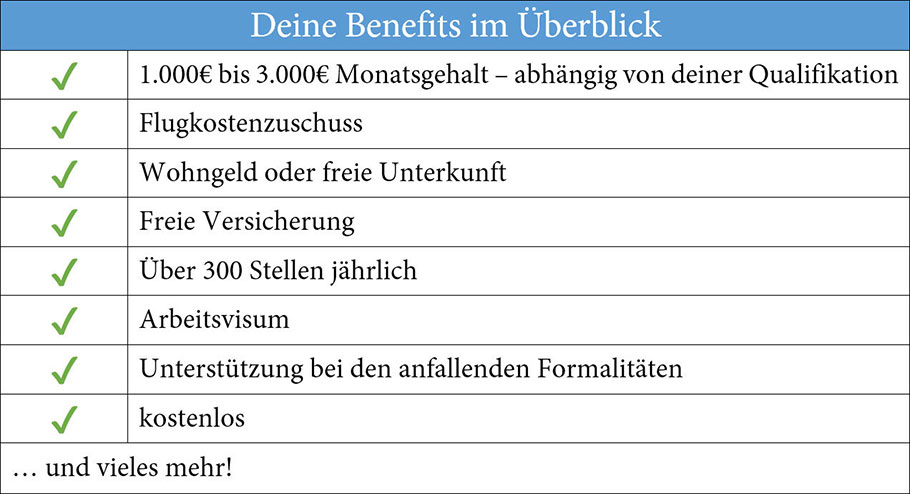 Deine Benefits im Überblick
1.000€ bis 3.000€ Monatsgehalt – abhängig von deiner Qualifikation
Flugkostenzuschuss
Wohngeld oder freie Unterkunft
Freie Versicherung
Über 300 Stellen jährlich
Arbeitsvisum
Unterstützung bei den anfallenden Formalitäten
kostenlos
… und vieles mehr!